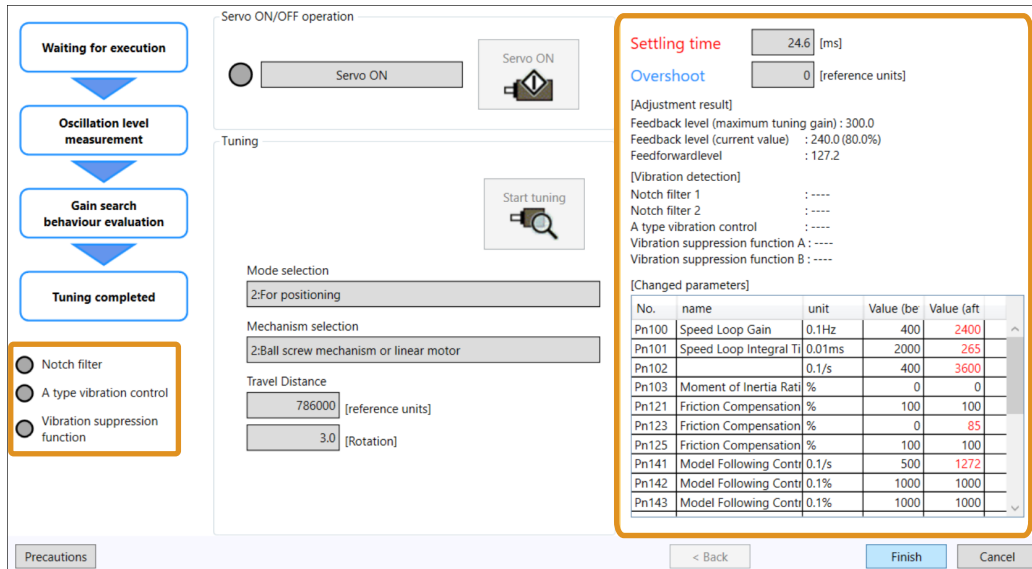 Waiting for execution
Oscillation level
measurement
Gain search
behaviour evaluation
Tuning completed
Notch filter
A type vibration control
Vibration suppression
function
Servo ON/OFF operation
Servo ON
Servo ON
Tuning
Start tuning
Mode selection
2:For positioning
Mechanism selection
2:Ball screw mechanism or linear motor
Travel Distance
786000 [reference units]
3.0 [Rotation]
Settling time 24.6 [ms]
Overshoot 0 [reference units]
[Adjustment result]
Feedback level (maximum tuning gain) : 300.0
Feedback level (current value) : 240.0 (80.0%)
Feedforwardlevel : 127.2
[Vibration detection]
Notch filter 1 : ----
Notch filter 2 : ----
A type vibration control : ----
Vibration suppression function A : ----
Vibration suppression function B : ----
[Changed parameters]
No. name unit Value (be Value (aft
Pn100 Speed Loop Gain 0.1Hz 400 2400
Pn101 Speed Loop Integral Ti 0.01ms 2000 265
Pn102 0.1/s 400 3600
Pn103 Moment of Inertia Rati % 0 0
Pn121 Friction Compensation % 100 100
Pn123 Friction Compensation % 0 85
Pn125 Friction Compensation % 100 100
Pn141 Model Following Contr 0.1/s 500 1272
Pn142 Model Following Contr 0.1% 1000 1000
Pn143 Model Following Contr 0.1% 1000 1000
Precautions
< Back
Finish
Cancel